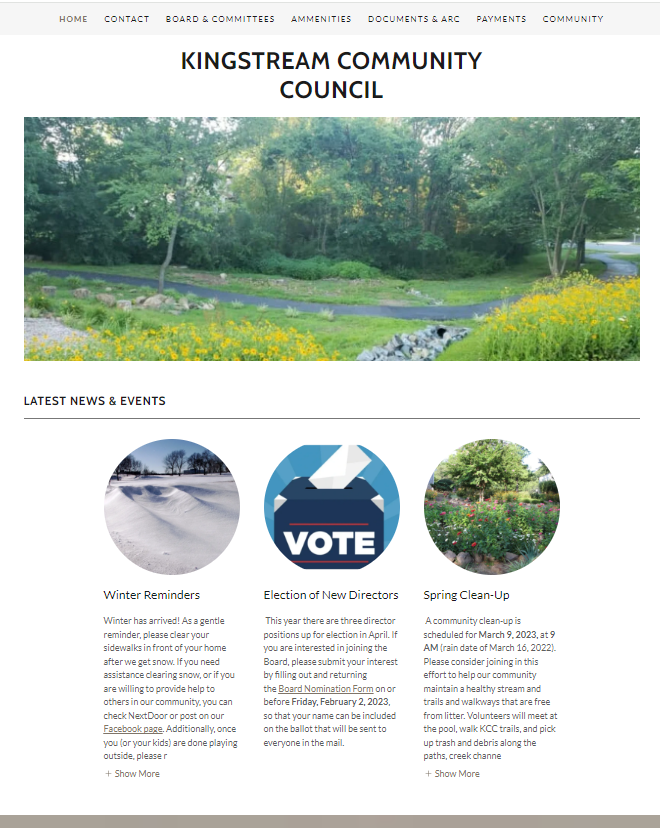 HOME CONTACT BOARD & COMMITTEES AMMENITIES DOCUMENTS & ARC PAYMENTS COMMUNITY
KINGSTREAM COMMUNITY
COUNCIL
LATEST NEWS & EVENTS
VOTE
Winter Reminders
Winter has arrived! As a gentle
reminder, please clear your
sidewalks in front of your home
after we get snow. If you need
assistance clearing snow, or if you
are willing to provide help to
others in our community, you can
check NextDoor or post on our
Facebook page. Additionally, once
you (or your kids) are done playing
outside, please r
+ Show More
Election of New Directors
This year there are three director
positions up for election in April. If
you are interested in joining the
Board, please submit your interest
by filling out and returning
the Board Nomination Form on or
before Friday, February 2, 2023,
so that your name can be included
on the ballot that will be sent to
everyone in the mail.
Spring Clean-Up
A community clean-up is
scheduled for March 9, 2023, at 9
AM (rain date of March 16, 2022).
Please consider joining in this
effort to help our community
maintain a healthy stream and
trails and walkways that are free
from litter. Volunteers will meet at
the pool, walk KCC trails, and pick
up trash and debris along the
paths, creek channe
+ Show More